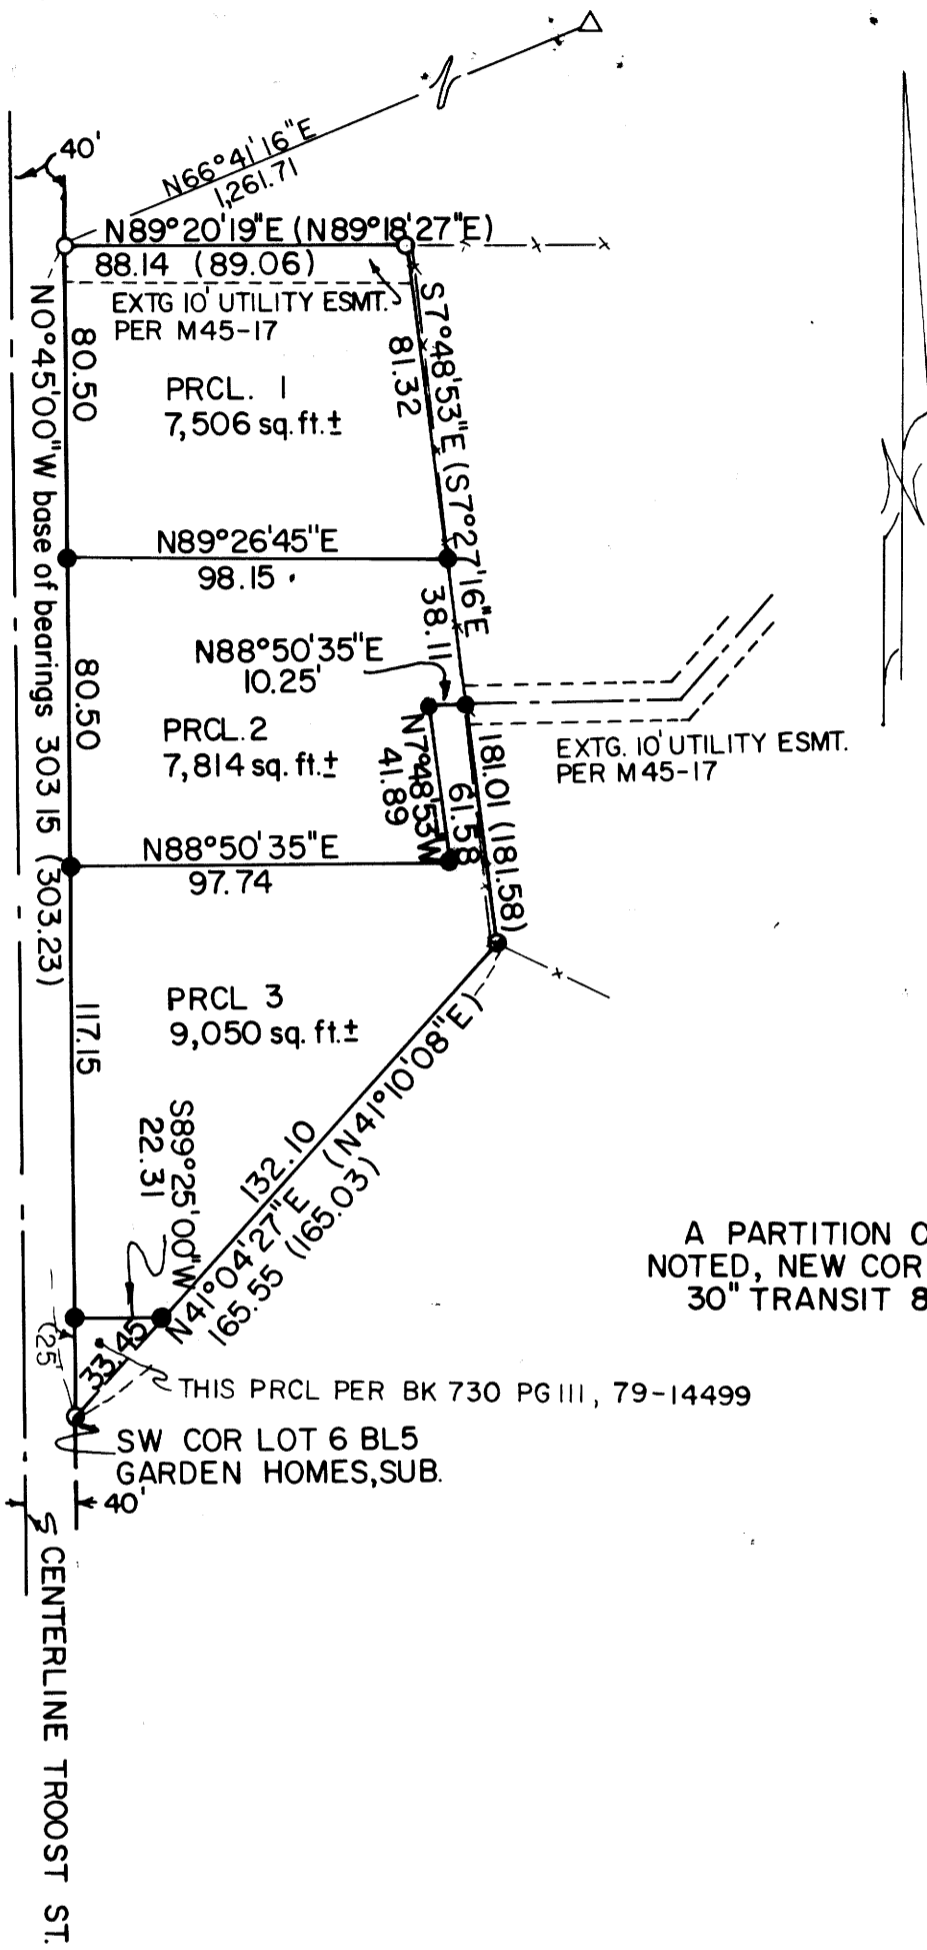 40'
N66°41'16"E
1,261.71
N89°20'19"E (N89°18'27"E)
88.14 (89.06)
EXTG 10' UTILITY ESMT.
PER M45-17
S7°48'53"E (S7°27'16"E
81.32
N0°45'00"W base of bearings 303 15 (303.23)
80.50
PRCL. 1
7,506 sq.ft.±
N89°26'45"E
98.15
38.11
N88°50'35"E
10.25'
80.50
PRCL.2
7,814 sq.ft.±
N7°48'53"W
41.89
61.58
181.01 (181.58)
EXTG. 10' UTILITY ESMT.
PER M45-17
N88°50'35"E
97.74
PRCL 3
9,050 sq. ft.±
117.15
S89°25'00"W
22.31
132.10
N41°04'27"E (N41°10'08"E)
165.55 (165.03)
A PARTITION
NOTED, NEW COR
30" TRANSIT
(25'
33.45
THIS PRCL PER BK 730 PG 111, 79-14499
SW COR LOT 6 BL5
GARDEN HOMES, SUB.
40'
CENTERLINE TROOST ST.